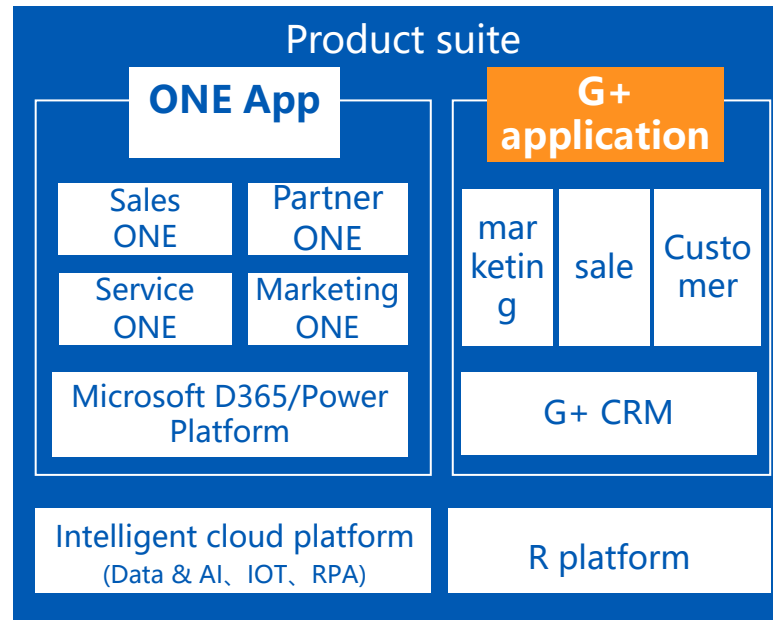 Product suite
ONE App
G+
application
Sales
ONE
Partner
ONE
Service
ONE
Marketing
ONE
mar
ketin
g
sale
Custo
mer
Microsoft D365/Power
Platform
G+ CRM
Intelligent cloud platform
(Data & AI、IOT、RPA)
R platform